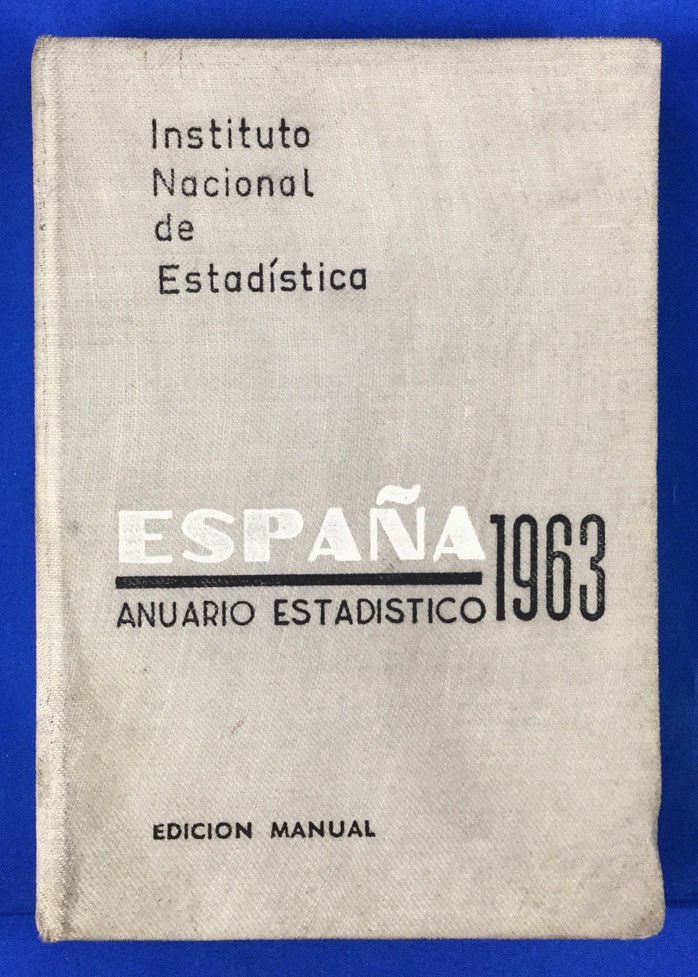 Instituto
Nacional
de
Estadística
ESPAÑA 1963
ANUARIO ESTADISTICO
EDICION MANUAL